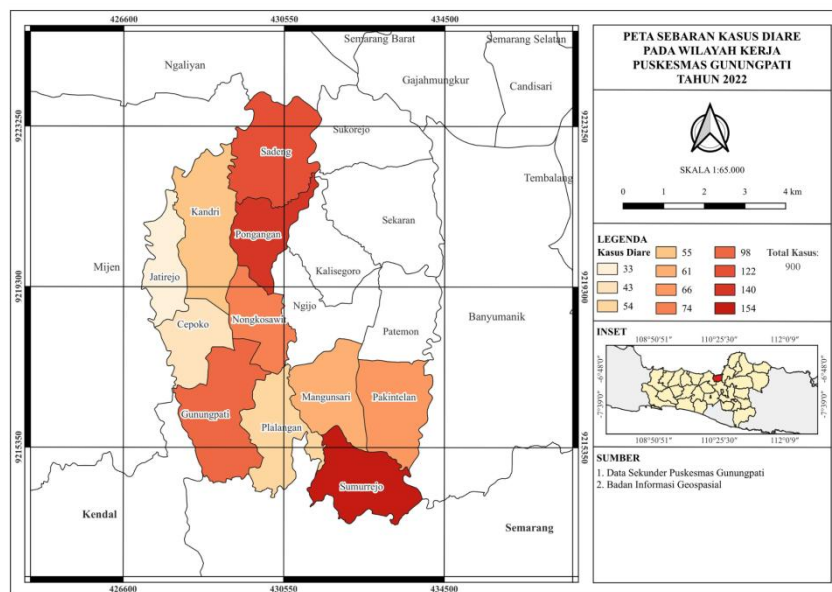 426600 430550 434500
Semarang Barat
Semarang Selatan
Ngaliyan
Gajahmungkur
Candisari
9223250
9223250
Sukorejo
Sadeng
Tembalang
Kandri
Sekaran
Pongangan
Mijen
Jatirejo
Kalisegoro
9219300
9219300
Cepoko
Nongkosawit
Ngijo
Banyumanik
Patemon
Gunungpati
Plalangan
Mangunsari
Pakintelan
9215350
9215350
Sumurrejo
Kendal
Semarang
426600 430550 434500
PETA SEBARAN KASUS DIARE
PADA WILAYAH KERJA
PUSKESMAS GUNUNGPATI
TAHUN 2022
SKALA 1:65.000
0 1 2 3 4 km
LEGENDA
Kasus Diare
33
43
54
55
61
66
74
98
122
140
154
Total Kasus:
900
INSET
108°50'51" 110°25'30" 112°0'9"
-6°48'0"
-7°39'0"
-6°48'0"
-7°39'0"
108°50'51" 110°25'30" 112°0'9"
SUMBER
1. Data Sekunder Puskesmas Gunungpati
2. Badan Informasi Geospasial